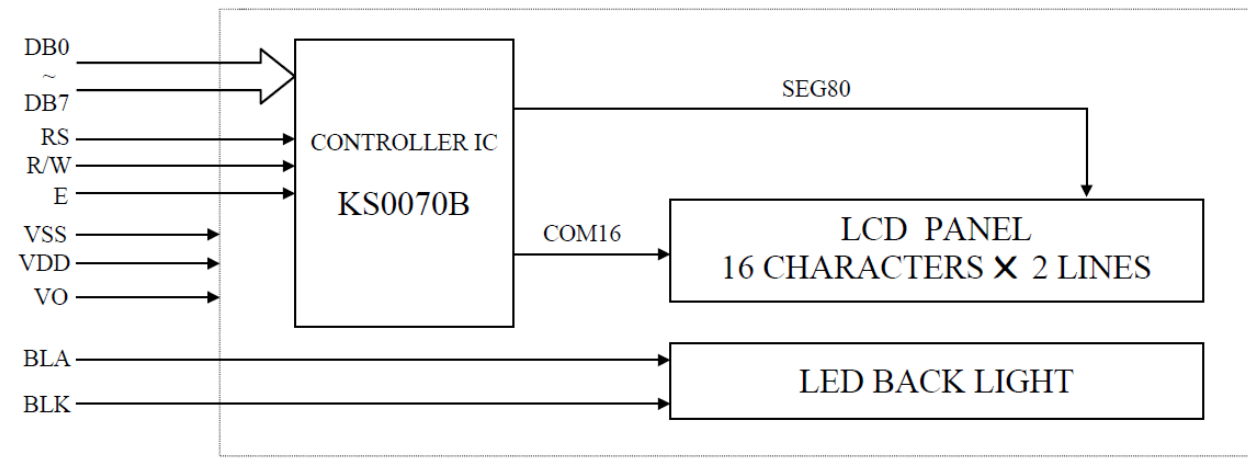 DB0
~
DB7
RS
R/W
E
VSS
VDD
VO
BLA
BLK
CONTROLLER IC
KS0070B
SEG80
COM16
LCD PANEL
16 CHARACTERS × 2 LINES
LED BACK LIGHT